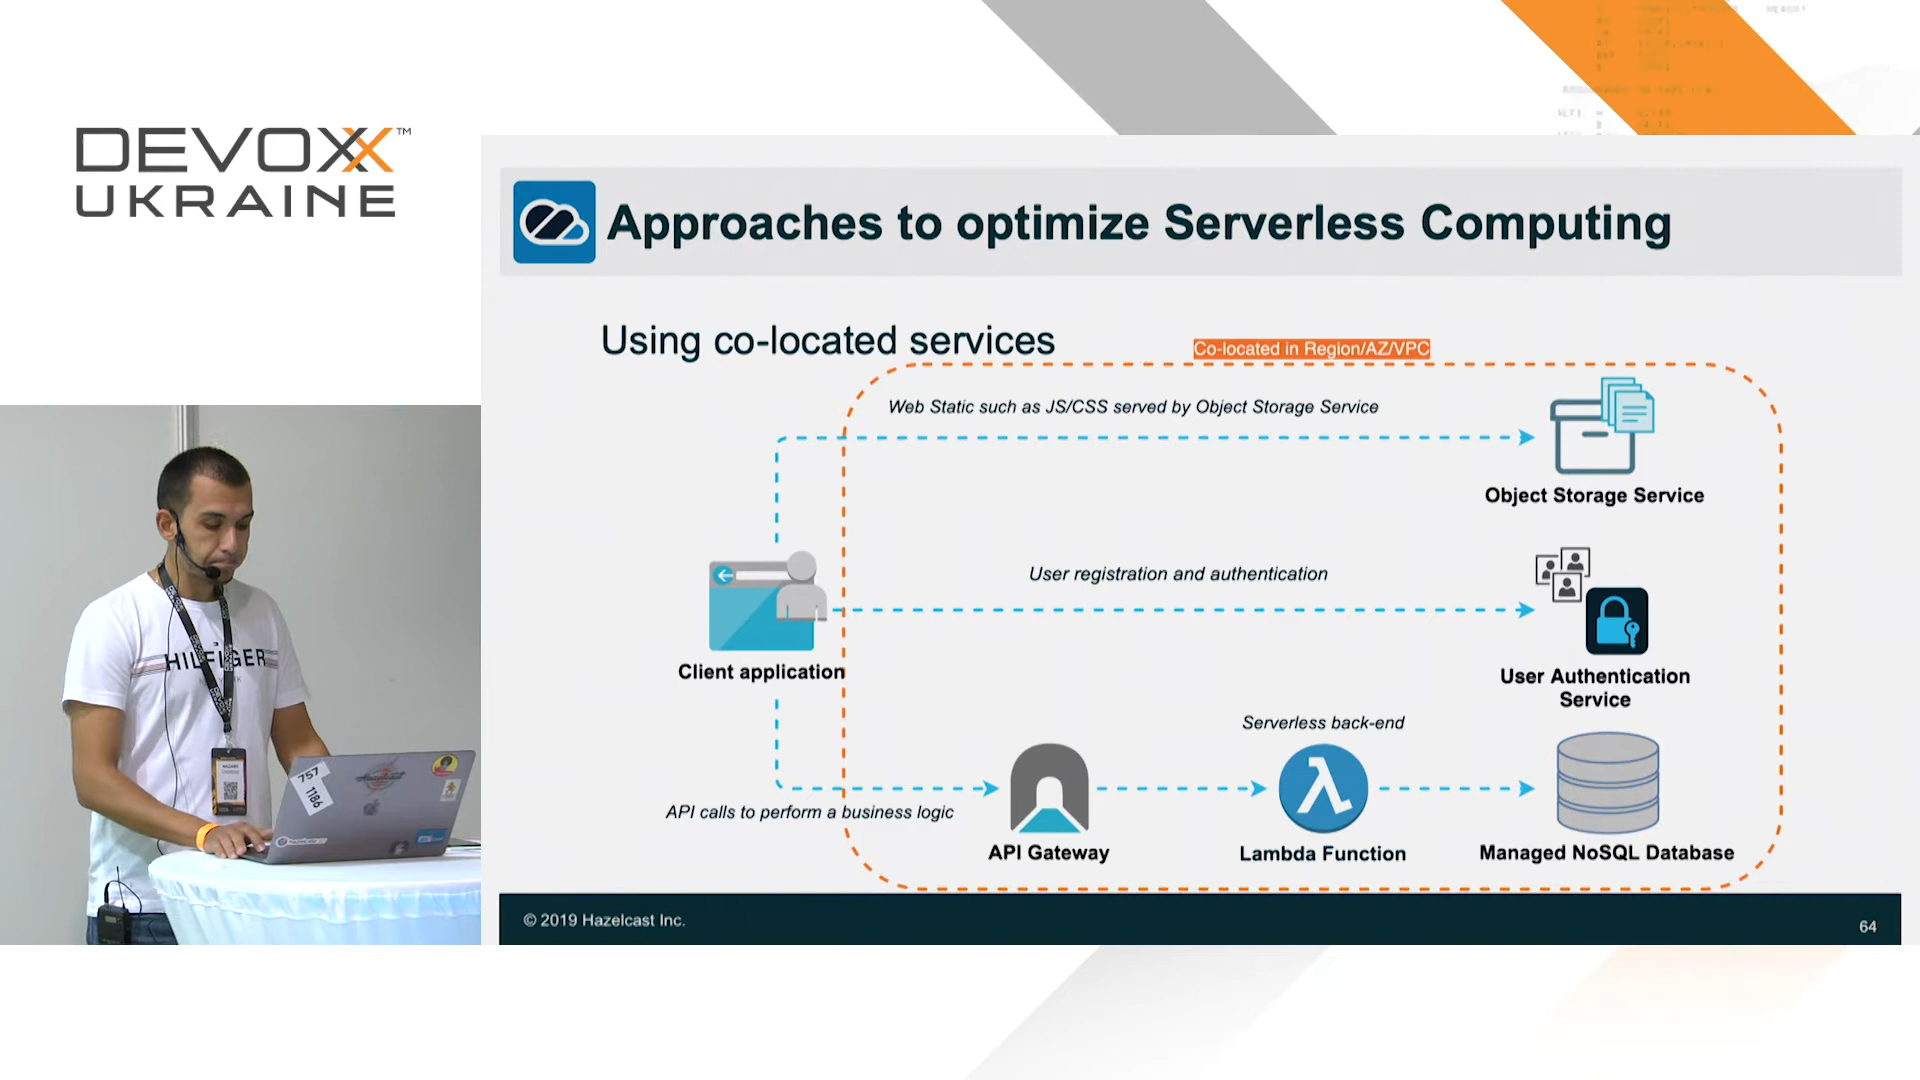 DEVOXX™
UKRAINE
Approaches to optimize Serverless Computing
Using co-located services
Co-located in Region/AZ/VPC
Web Static such as JS/CSS served by Object Storage Service
Object Storage Service
User registration and authentication
Client application
User Authentication
Service
Serverless back-end
API calls to perform a business logic
API Gateway
Lambda Function
Managed NoSQL Database
© 2019 Hazelcast Inc.
64
HILFIGER
757
1186
Hazelcast